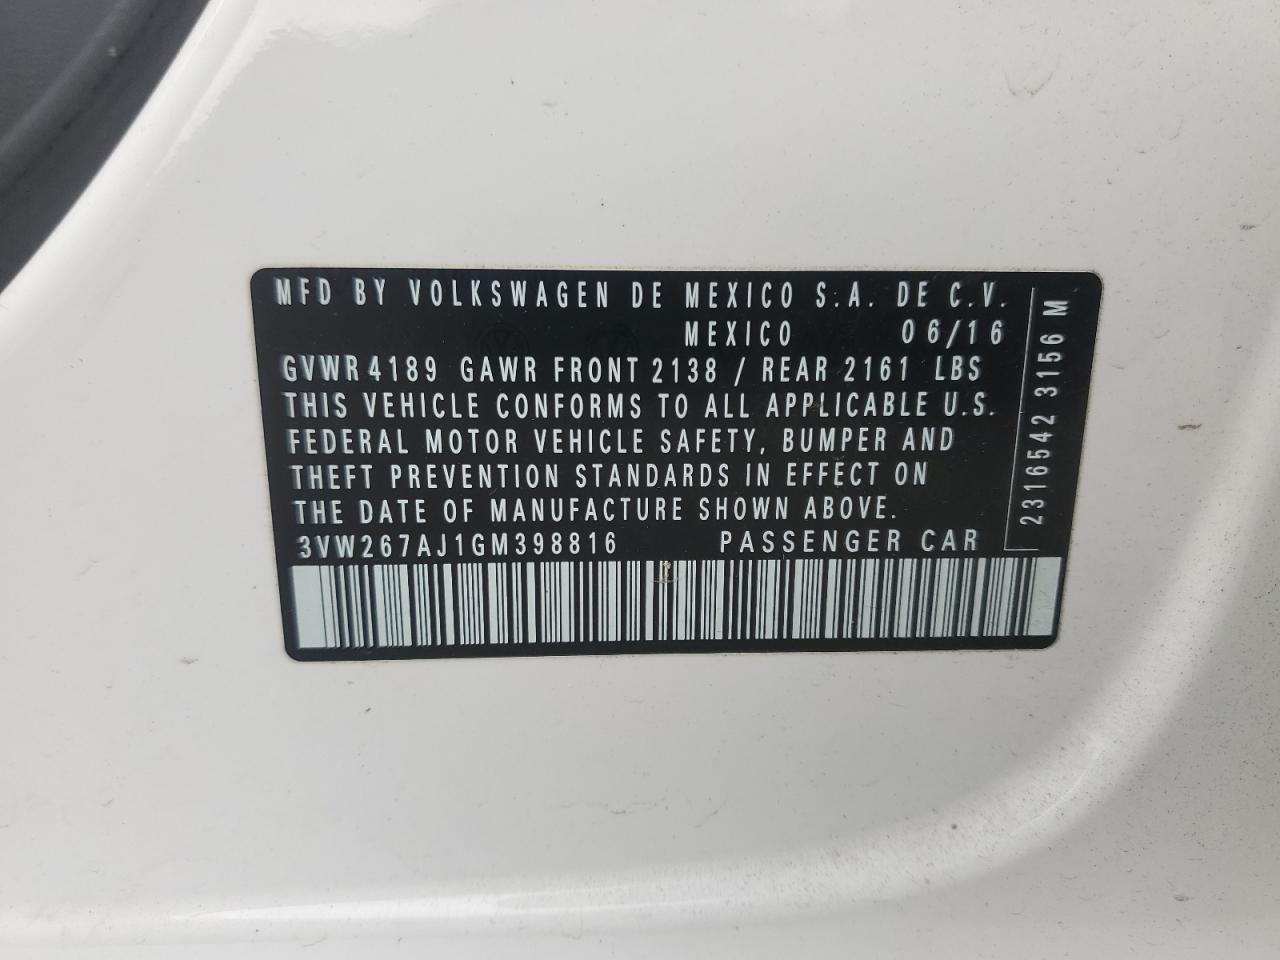 MFD BY VOLKSWAGEN DE MEXICO S.A. DE C.V.
MEXICO 06/16
GVWR 4189 GAWR FRONT 2138 / REAR 2161 LBS
THIS VEHICLE CONFORMS TO ALL APPLICABLE U.S.
FEDERAL MOTOR VEHICLE SAFETY, BUMPER AND
THEFT PREVENTION STANDARDS IN EFFECT ON
THE DATE OF MANUFACTURE SHOWN ABOVE.
3VW267AJ1GM398816 PASSENGER CAR
2316542 3156 M